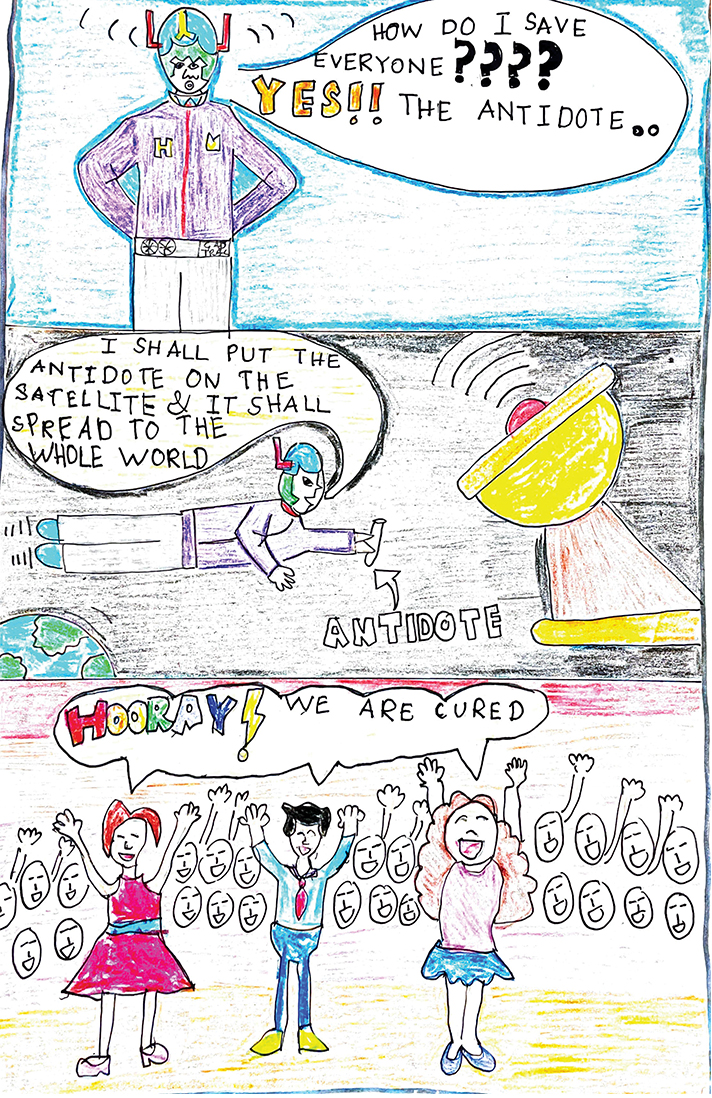 HOW DO I SAVE
EVERYONE ????
YES!! THE ANTIDOTE..
H M
I SHALL PUT THE
ANTIDOTE ON THE
SATELLITE & IT SHALL
SPREAD TO THE
WHOLE WORLD
ANTIDOTE
HOORAY! WE ARE CURED